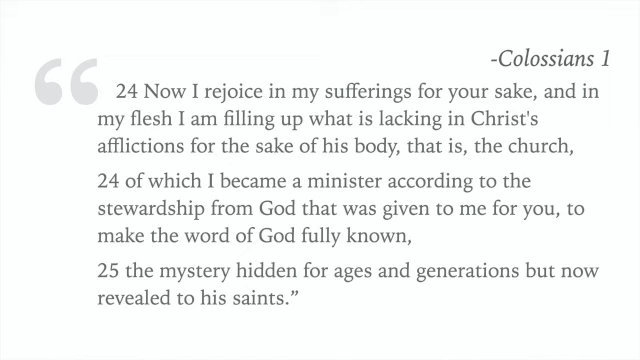 -Colossians 1
“
24 Now I rejoice in my sufferings for your sake, and in
my flesh I am filling up what is lacking in Christ's
afflictions for the sake of his body, that is, the church,
24 of which I became a minister according to the
stewardship from God that was given to me for you, to
make the word of God fully known,
25 the mystery hidden for ages and generations but now
revealed to his saints.”